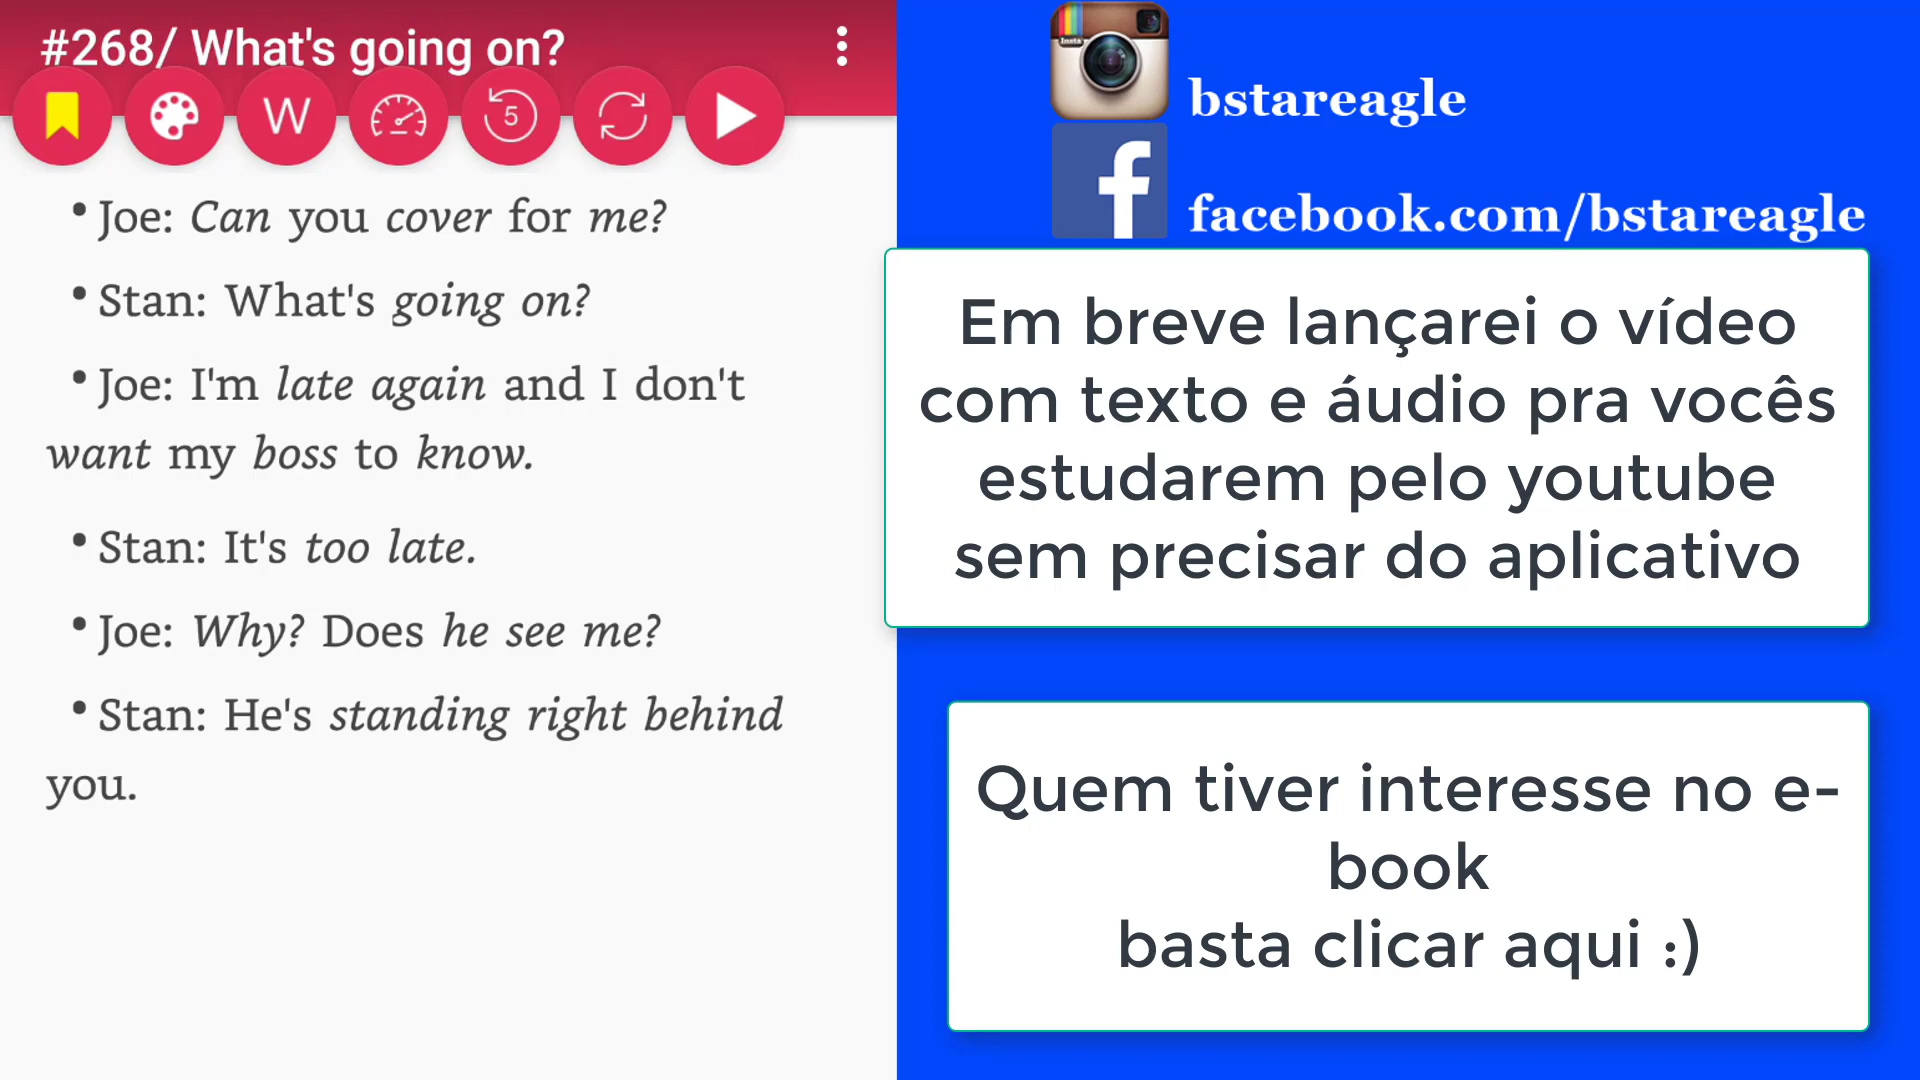 #268/ What's going on?
W
5
• Joe: Can you cover for me?
• Stan: What's going on?
• Joe: I'm late again and I don't
want my boss to know.
• Stan: It's too late.
• Joe: Why? Does he see me?
• Stan: He's standing right behind
you.
Insta
bstareagle
f
facebook.com/bstareagle
Em breve lançarei o vídeo
com texto e áudio pra vocês
estudarem pelo youtube
sem precisar do aplicativo
Quem tiver interesse no e-
book
basta clicar aqui :)